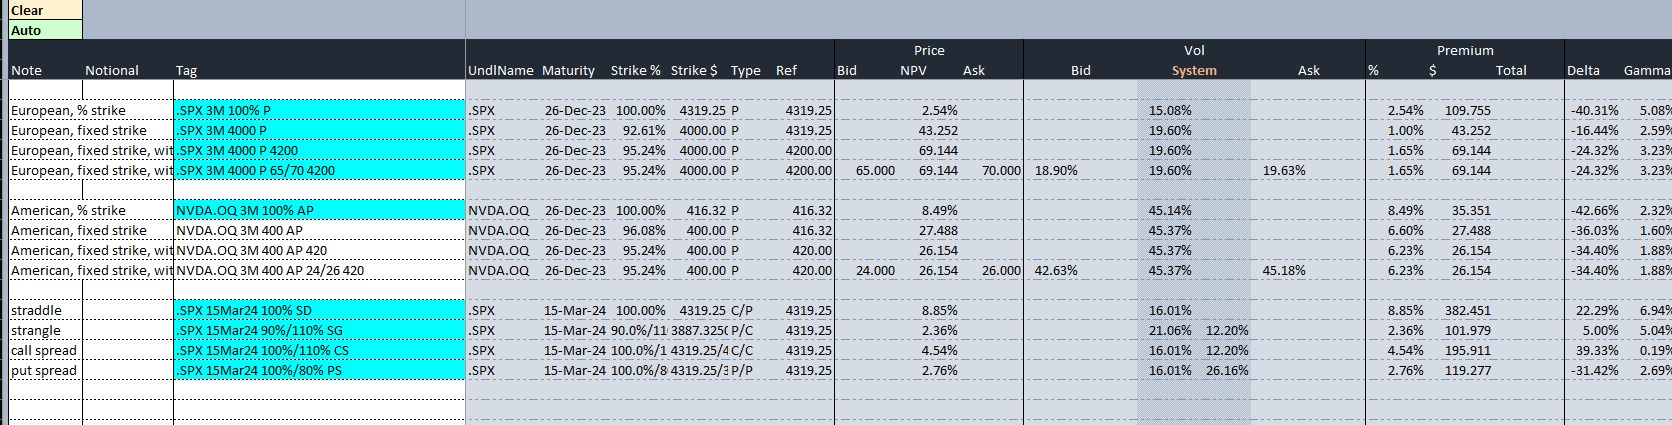 Clear
Auto
Price Vol Premium
Note Notional Tag UndlName Maturity Strike % Strike $ Type Ref Bid NPV Ask Bid System Ask % $ Total Delta Gamma
European, % strike .SPX 3M 100% P .SPX 26-Dec-23 100.00% 4319.25 P 4319.25 2.54% 15.08% 2.54% 109.755 -40.31% 5.08%
European, fixed strike .SPX 3M 4000 P .SPX 26-Dec-23 92.61% 4000.00 P 4319.25 43.252 19.60% 1.00% 43.252 -16.44% 2.59%
European, fixed strike, wit .SPX 3M 4000 P 4200 .SPX 26-Dec-23 95.24% 4000.00 P 4200.00 69.144 19.60% 1.65% 69.144 -24.32% 3.23%
European, fixed strike, wit .SPX 3M 4000 P 65/70 4200 .SPX 26-Dec-23 95.24% 4000.00 P 4200.00 65.000 69.144 70.000 18.90% 19.60% 19.63% 1.65% 69.144 -24.32% 3.23%
American, % strike NVDA.OQ 3M 100% AP NVDA.OQ 26-Dec-23 100.00% 416.32 P 416.32 8.49% 45.14% 8.49% 35.351 -42.66% 2.32%
American, fixed strike NVDA.OQ 3M 400 AP NVDA.OQ 26-Dec-23 96.08% 400.00 P 416.32 27.488 45.37% 6.60% 27.488 -36.03% 1.60%
American, fixed strike, wit NVDA.OQ 3M 400 AP 420 NVDA.OQ 26-Dec-23 95.24% 400.00 P 420.00 26.154 45.37% 6.23% 26.154 -34.40% 1.88%
American, fixed strike, wit NVDA.OQ 3M 400 AP 24/26 420 NVDA.OQ 26-Dec-23 95.24% 400.00 P 420.00 24.000 26.154 26.000 42.63% 45.37% 45.18% 6.23% 26.154 -34.40% 1.88%
straddle .SPX 15Mar24 100% SD .SPX 15-Mar-24 100.00% 4319.25 C/P 4319.25 8.85% 16.01% 8.85% 382.451 22.29% 6.94%
strangle .SPX 15Mar24 90%/110% SG .SPX 15-Mar-24 90.0%/11 3887.325( P/C 4319.25 2.36% 21.06% 12.20% 2.36% 101.979 5.00% 5.04%
call spread .SPX 15Mar24 100%/110% CS .SPX 15-Mar-24 100.0%/1 4319.25/4 C/C 4319.25 4.54% 16.01% 12.20% 4.54% 195.911 39.33% 0.19%
put spread .SPX 15Mar24 100%/80% PS .SPX 15-Mar-24 100.0%/8 4319.25/3 P/P 4319.25 2.76% 16.01% 26.16% 2.76% 119.277 -31.42% 2.69%